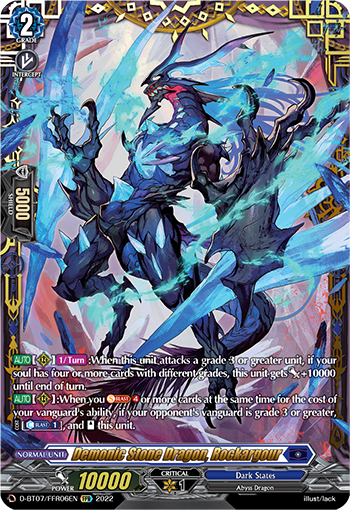 2
GRADE
INTERCEPT
5000
SHIELD
AUTO 1/Turn :When this unit attacks a grade 3 or greater unit, if your
soul has four or more cards with different grades, this unit gets +10000
until end of turn.
AUTO :When you SOUL BLAST 4 or more cards at the same time for the cost of
your vanguard's ability, if your opponent's vanguard is grade 3 or greater,
COST [C BLAST 1], and this unit.
NORMAL UNIT
Demonic Stone Dragon, Rockargour
POWER 10000
CRITICAL
1
Dark States
Abyss Dragon
D-BT07/FFR06EN 2022
illust/lack